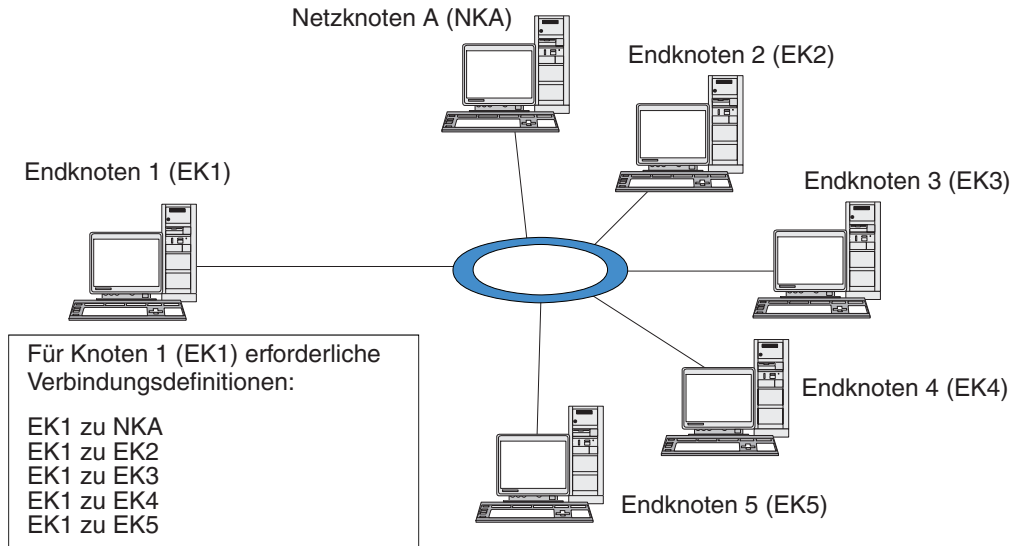 Netzknoten A (NKA)
Endknoten 2 (EK2)
Endknoten 1 (EK1)
Endknoten 3 (EK3)
Für Knoten 1 (EK1) erforderliche
Verbindungsdefinitionen:
EK1 zu NKA
EK1 zu EK2
EK1 zu EK3
EK1 zu EK4
EK1 zu EK5
Endknoten 4 (EK4)
Endknoten 5 (EK5)